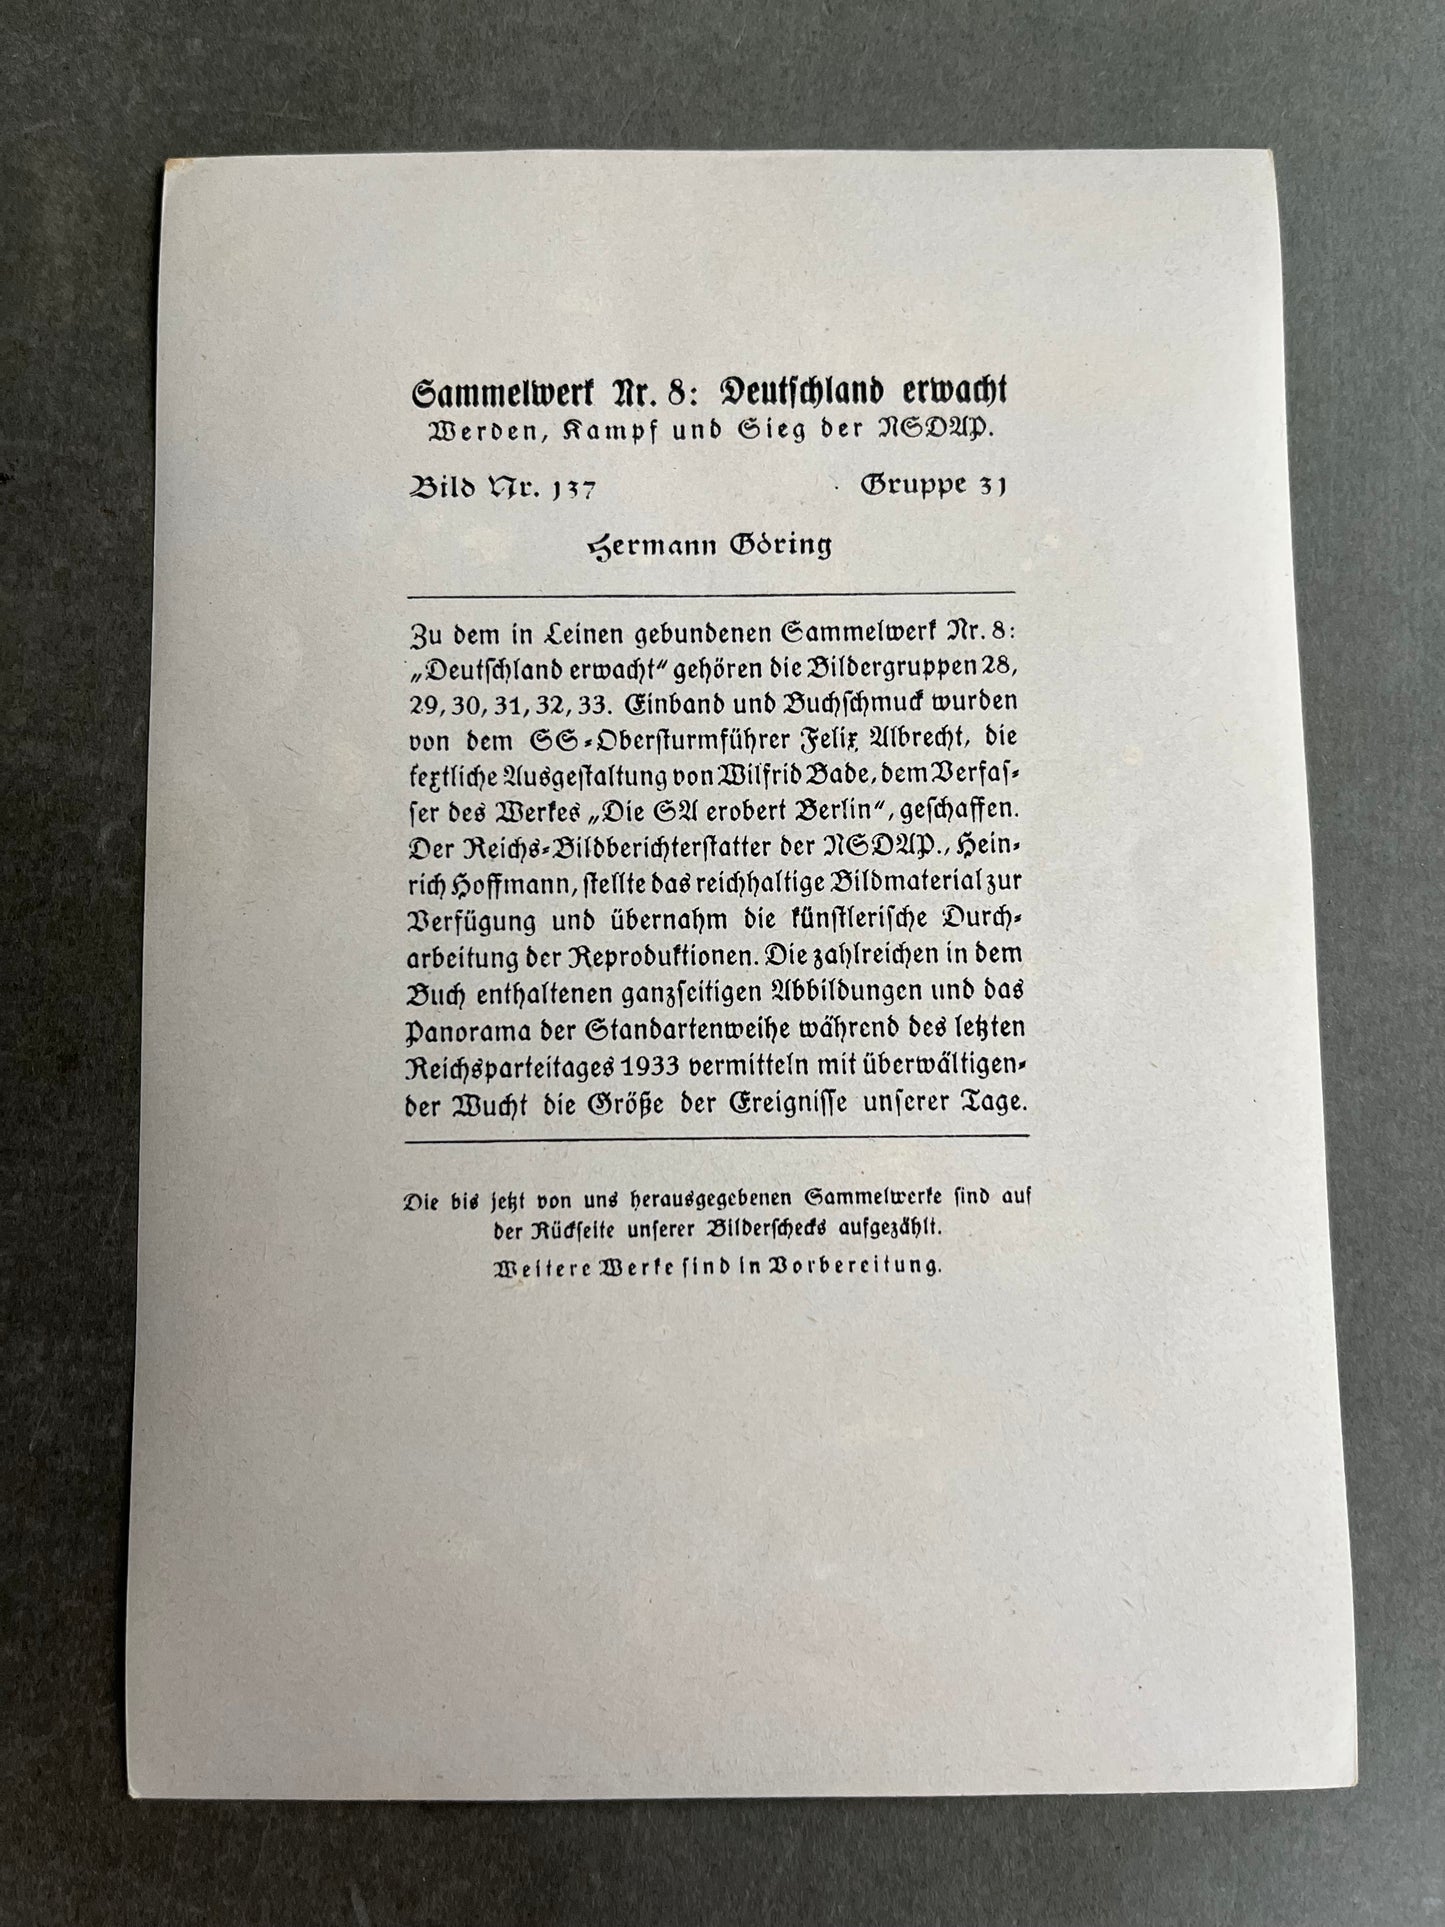 Sammelwerk Nr. 8: Deutschland erwacht
Werden, Kampf und Sieg der NSDAP.
Bild Nr. 137 Gruppe 31
Hermann Göring
Zu dem in Leinen gebundenen Sammelwerk Nr. 8:
„Deutschland erwacht“ gehören die Bildergruppen 28,
29, 30, 31, 32, 33. Einband und Buchschmuck wurden
von dem SS-Obersturmführer Felix Albrecht, die
textliche Ausgestaltung von Wilfrid Bade, dem Verfas-
ser des Werkes „Die SA erobert Berlin“, geschaffen.
Der Reichs-Bildberichterstatter der NSDAP., Hein-
rich Hoffmann, stellte das reichhaltige Bildmaterial zur
Verfügung und übernahm die künstlerische Durch-
arbeitung der Reproduktionen. Die zahlreichen in dem
Buch enthaltenen ganzseitigen Abbildungen und das
Panorama der Standartenweihe während des letzten
Reichsparteitages 1933 vermitteln mit überwältigen-
der Wucht die Größe der Ereignisse unserer Tage.
Die bis jetzt von uns herausgegebenen Sammelwerke sind auf
der Rückseite unserer Bilderschecks aufgezählt.
Weitere Werke sind in Vorbereitung.